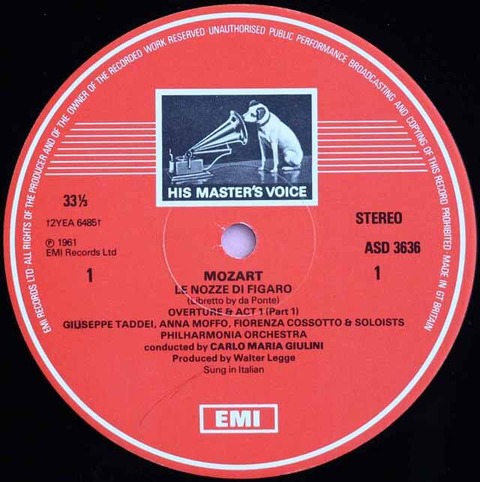 EMI RECORDS LTD ALL RIGHTS OF THE PRODUCER AND OF THE OWNER OF THE RECORDED WORK RESERVED UNAUTHORISED PUBLIC PERFORMANCE BROADCASTING AND COPYING OF THIS RECORD PROHIBITED MADE IN GT BRITAIN
HIS MASTER'S VOICE
33⅓
†2YEA 6485†
STEREO
℗ 1961
EMI Records Ltd
ASD 3636
1
1
MOZART
LE NOZZE DI FIGARO
(Libretto by da Ponte)
OVERTURE & ACT 1 (Part 1)
GIUSEPPE TADDEI, ANNA MOFFO, FIORENZA COSSOTTO & SOLOISTS
PHILHARMONIA ORCHESTRA
conducted by CARLO MARIA GIULINI
Produced by Walter Legge
Sung in Italian
EMI